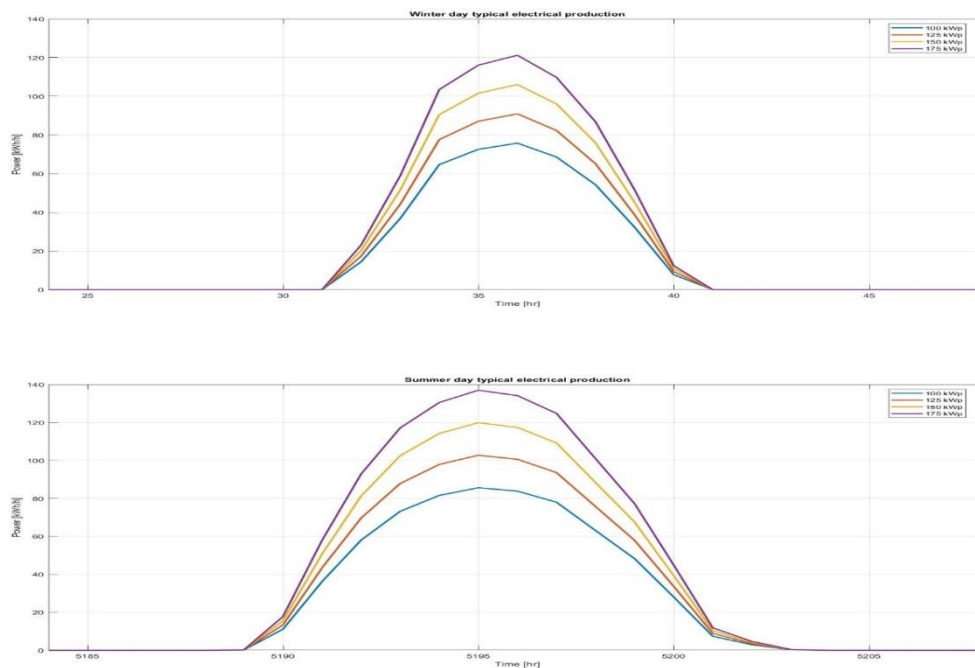 Winter day typical electrical production
140
120
100
80
60
40
20
0
Power [kWh/h]
100 kWp
125 kWp
150 kWp
175 kWp
25 30 35 40 45
Time [hr]
Summer day typical electrical production
140
120
100
80
60
40
20
0
Power [kWh/h]
100 kWp
125 kWp
150 kWp
175 kWp
5185 5190 5195 5200 5205
Time [hr]